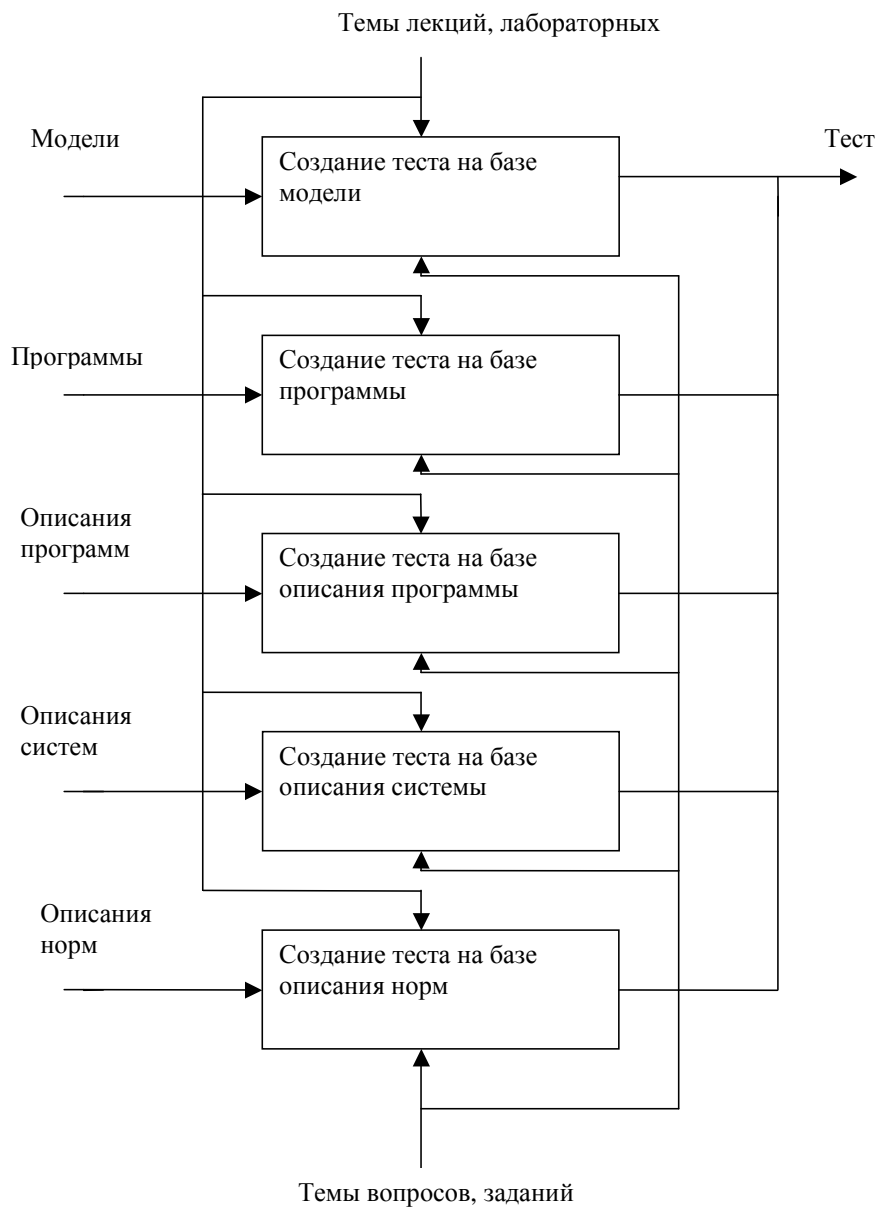 Темы лекций, лабораторных
Модели
Тест
Создание теста на базе
модели
Программы
Создание теста на базе
программы
Описания
программ
Создание теста на базе
описания программы
Описания
систем
Создание теста на базе
описания системы
Описания
норм
Создание теста на базе
описания норм
Темы вопросов, заданий